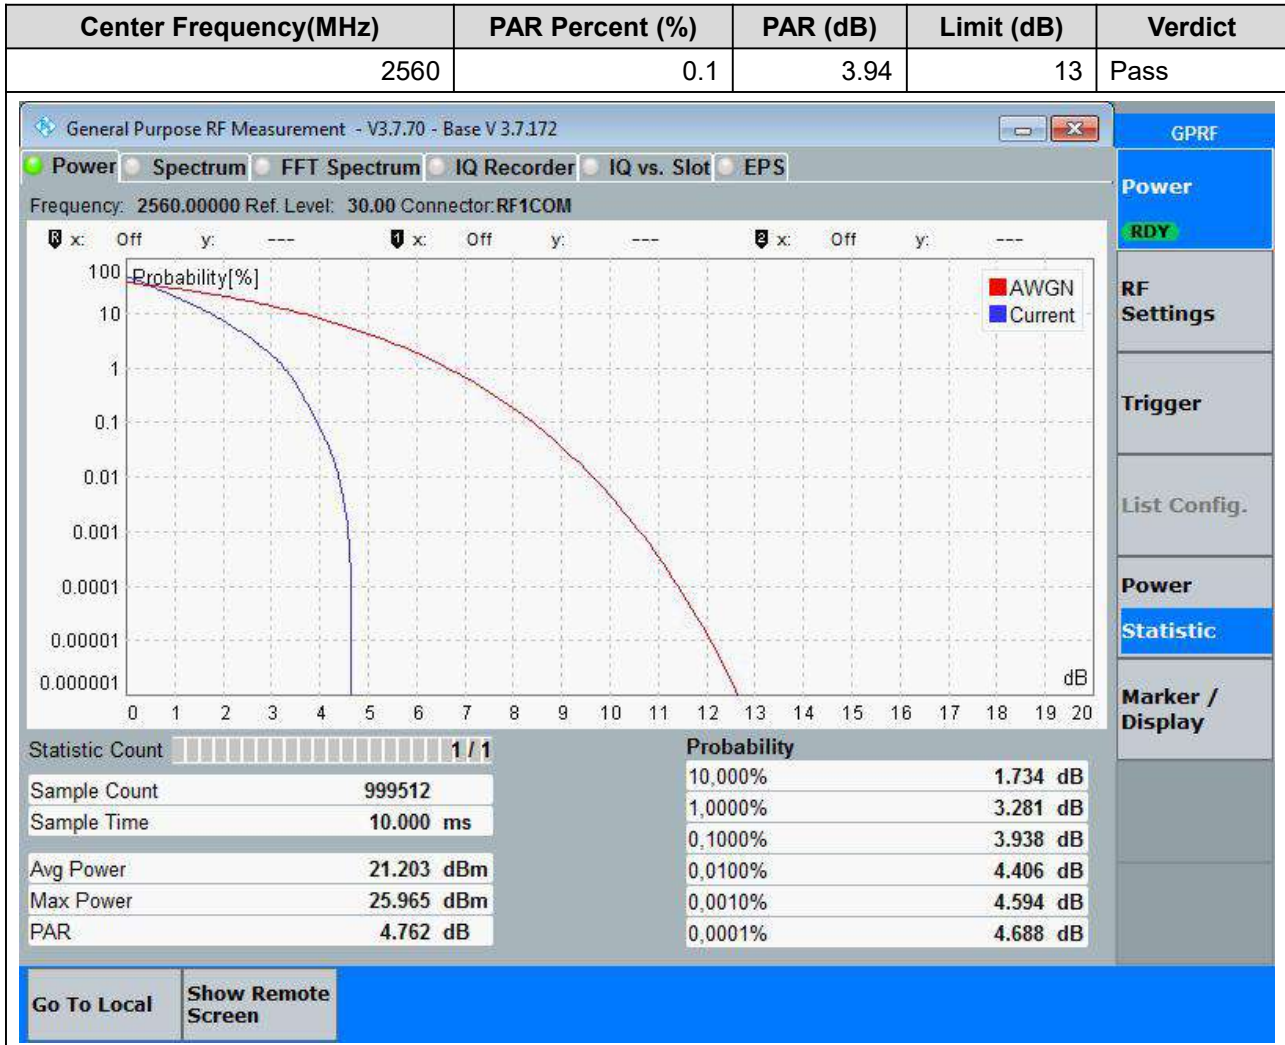 Center Frequency(MHz) PAR Percent (%) PAR (dB) Limit (dB) Verdict
2560 0.1 3.94 13 Pass
General Purpose RF Measurement - V3.7.70 - Base V 3.7.172
GPRF
Power Spectrum FFT Spectrum IQ Recorder IQ vs. Slot EPS
Power
RDY
Frequency: 2560.00000 Ref. Level: 30.00 Connector: RF1COM
R x: Off y: --- 1 x: Off y: --- 2 x: Off y: ---
Probability[%]
AWGN
Current
100
10
1
0.1
0.01
0.001
0.0001
0.00001
0.000001
dB
0 1 2 3 4 5 6 7 8 9 10 11 12 13 14 15 16 17 18 19 20
RF
Settings
Trigger
List Config.
Power
Statistic
Marker /
Display
Statistic Count 1 / 1
Sample Count 999512
Sample Time 10.000 ms
Avg Power 21.203 dBm
Max Power 25.965 dBm
PAR 4.762 dB
Probability
10,000% 1.734 dB
1,0000% 3.281 dB
0,1000% 3.938 dB
0,0100% 4.406 dB
0,0010% 4.594 dB
0,0001% 4.688 dB
Go To Local
Show Remote
Screen